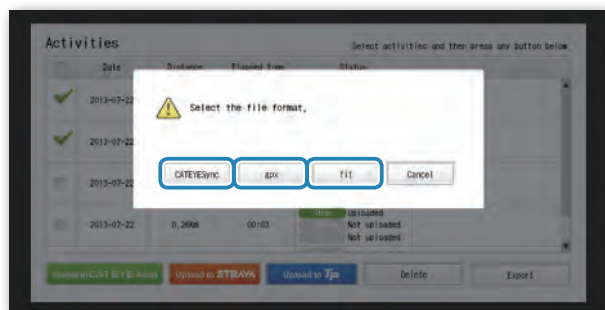 Activities
Select activities and then press any button below.
Date Distance Elapsed time Status
2013-07-22
Select the file format.
2013-07-22
CATEYESync gpx fit Cancel
2013-07-22
Uploaded
2013-07-22 00:03 Not uploaded
Not uploaded
Upload to STRAVA Upload to Tp Delete Export